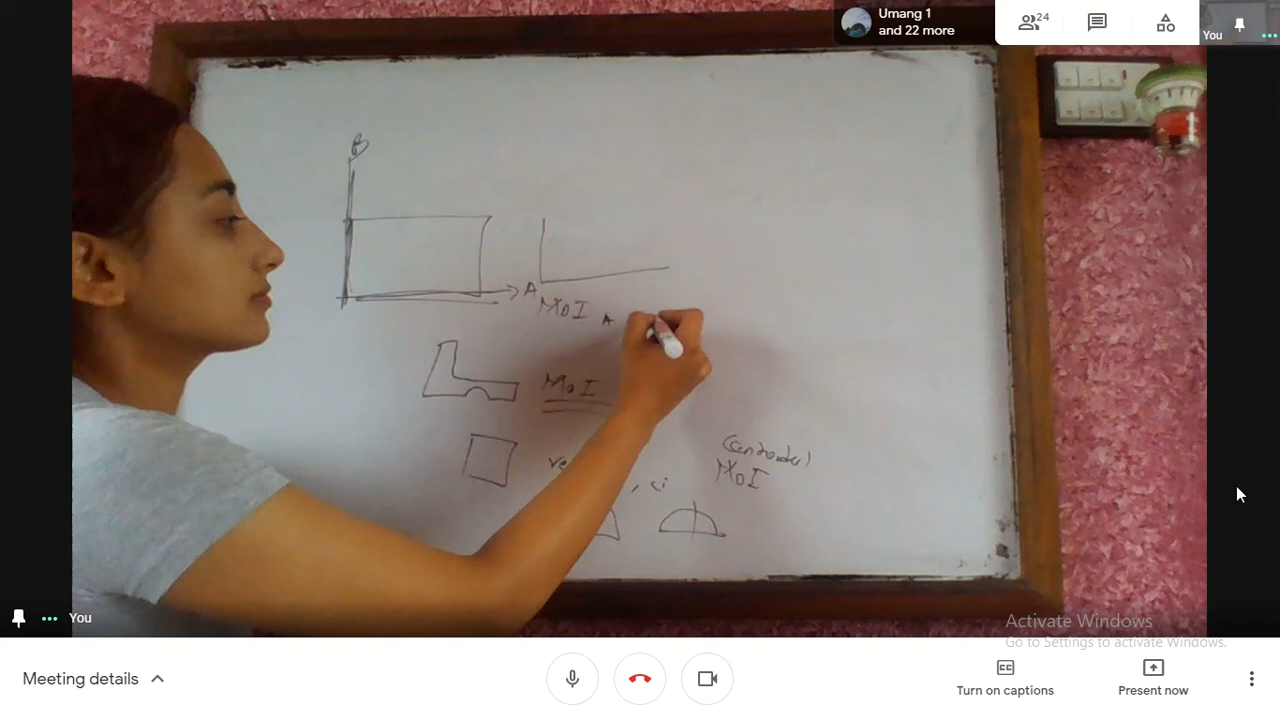 Umang 1
and 22 more
24
You
B
A
MOI A
MOI
(centroidal)
MOI
, ci
You
Activate Windows
Go to Settings to activate Windows.
Meeting details
Turn on captions
Present now